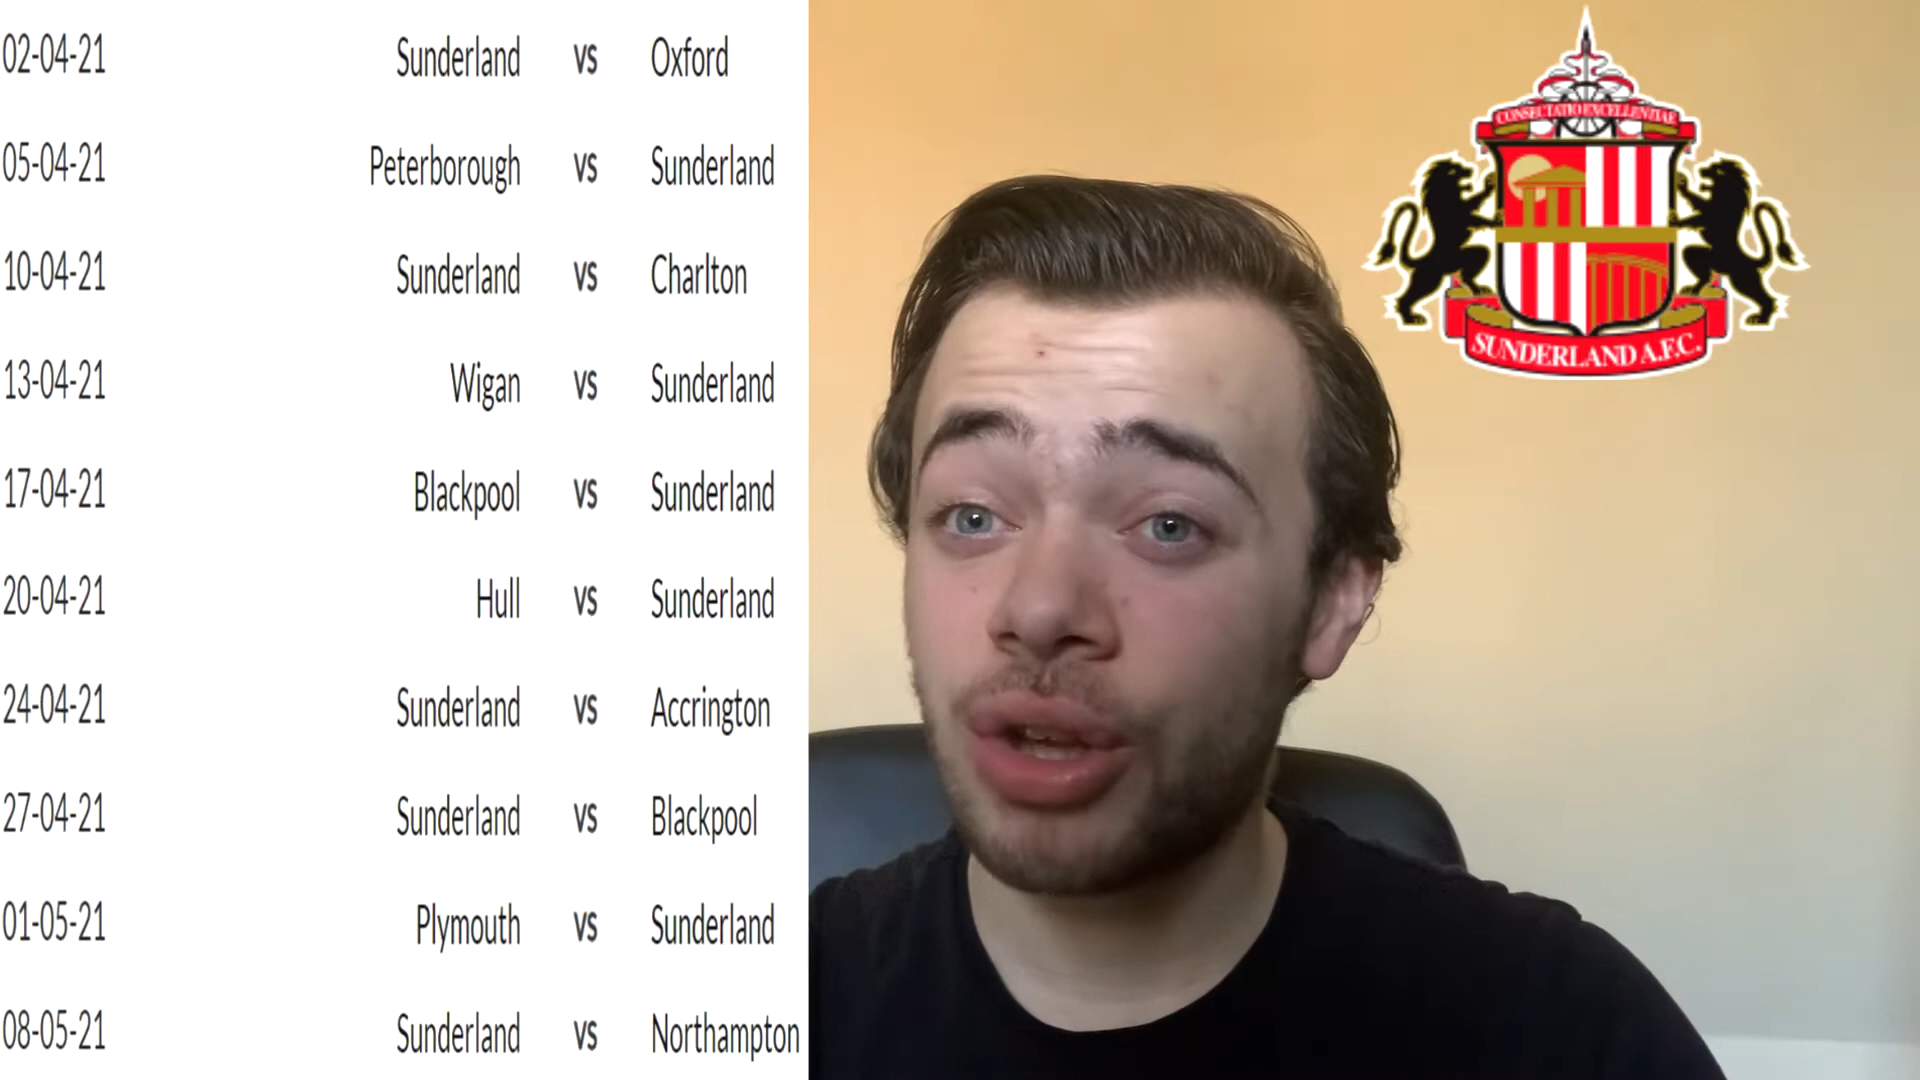 02-04-21 Sunderland vs Oxford
05-04-21 Peterborough vs Sunderland
10-04-21 Sunderland vs Charlton
13-04-21 Wigan vs Sunderland
17-04-21 Blackpool vs Sunderland
20-04-21 Hull vs Sunderland
24-04-21 Sunderland vs Accrington
27-04-21 Sunderland vs Blackpool
01-05-21 Plymouth vs Sunderland
08-05-21 Sunderland vs Northampton
CONSECTATIO EXCELLENTIAE
SUNDERLAND A.F.C.